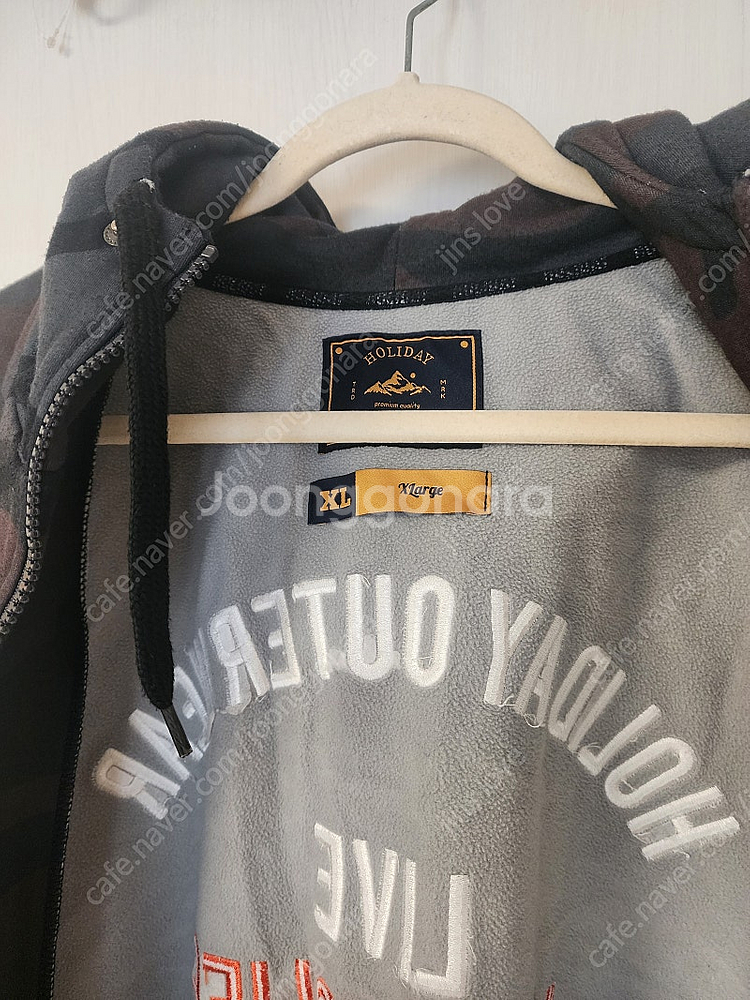 HOLIDAY
TRD MRK
premium quality
XL XLarge
Joonggonara
HOLIDAY OUTERWEAR
LIVE
cafe.naver.com/joonggonara
jins love